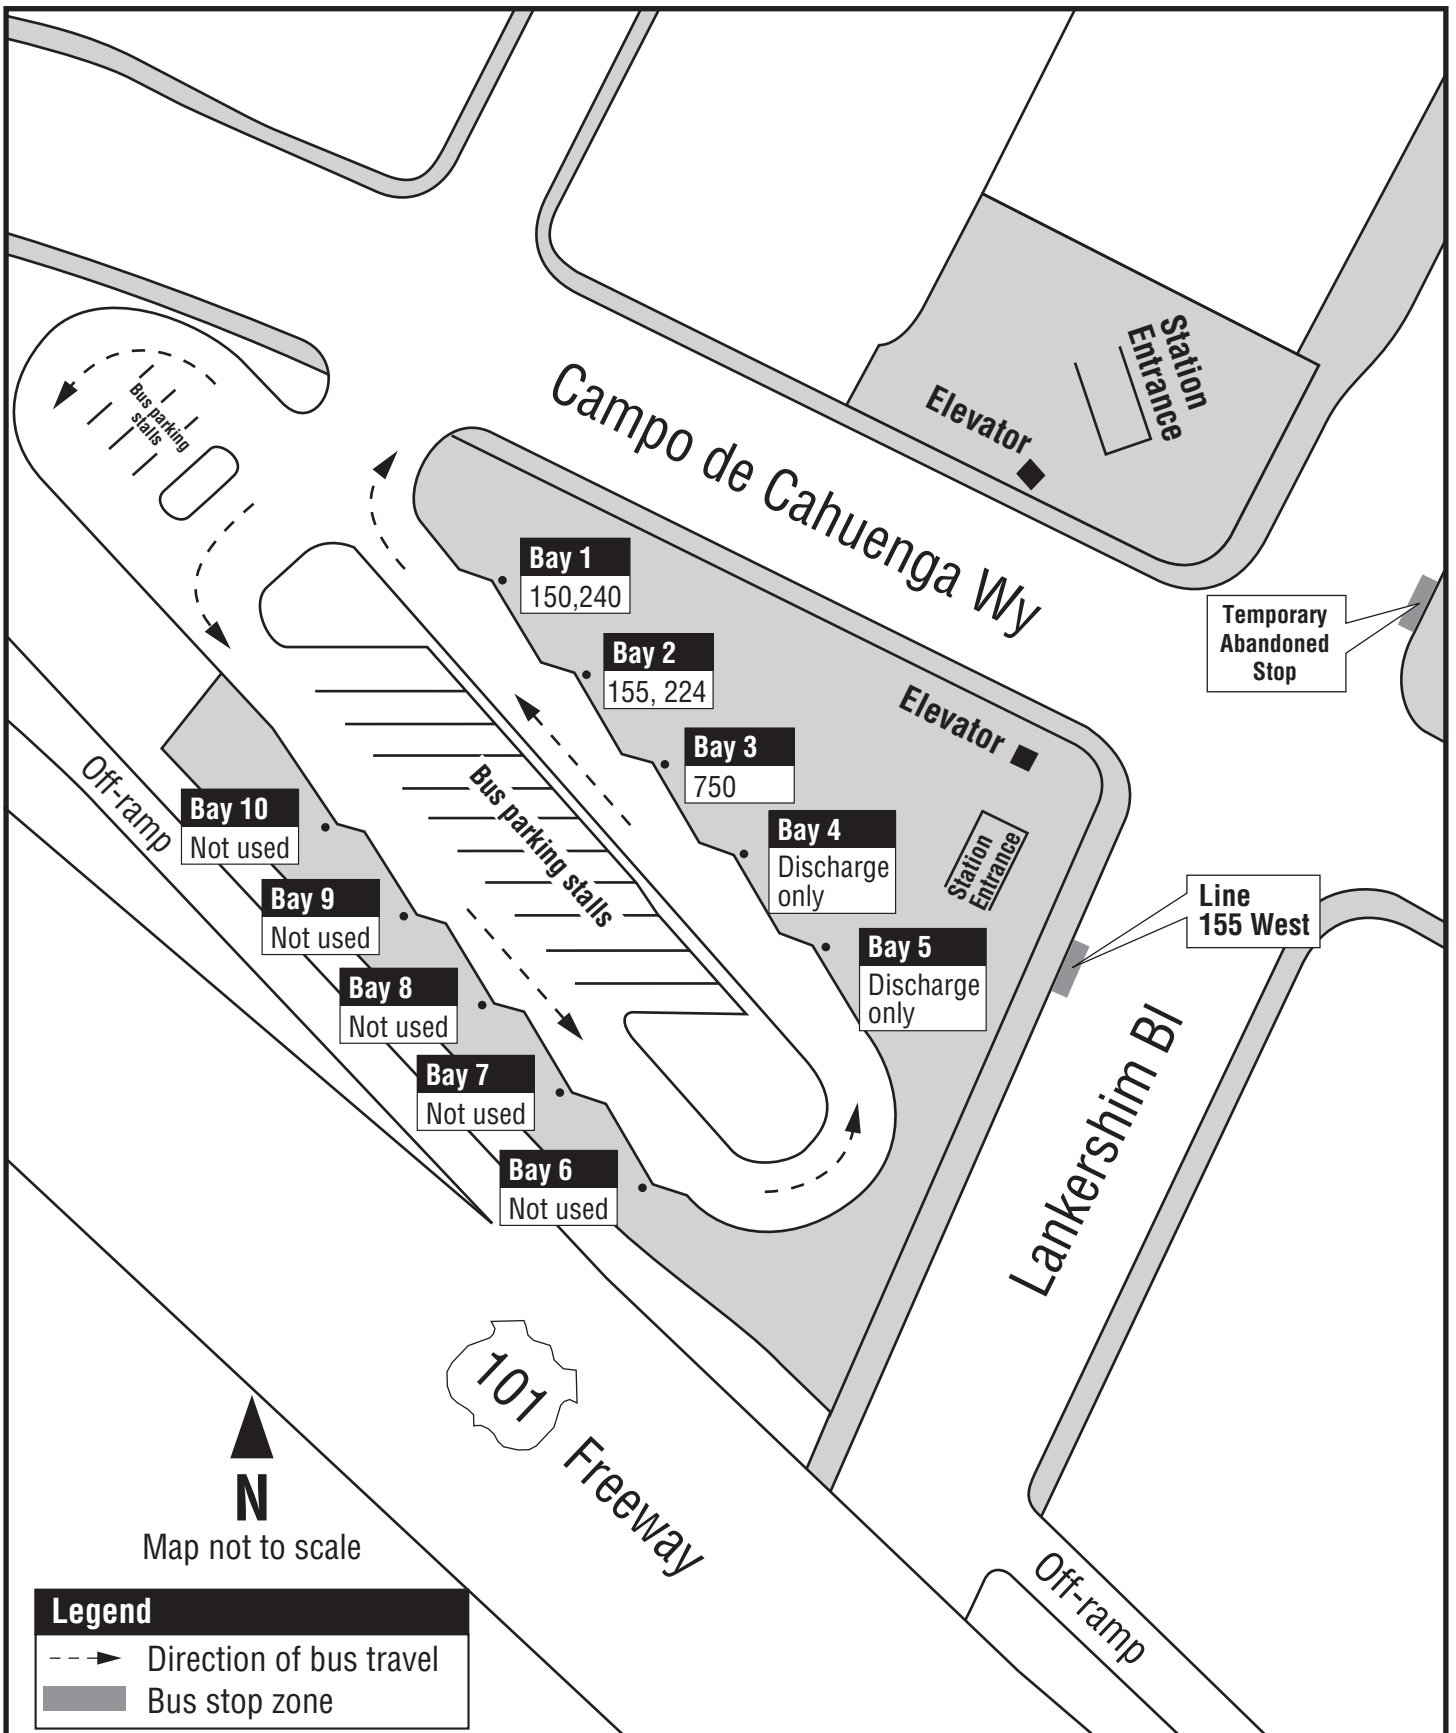 Station
Entrance
Elevator
Bus parking
stalls
Campo de Cahuenga Wy
Bay 1
150,240
Temporary
Abandoned
Stop
Bay 2
155, 224
Elevator
Bay 3
750
Off-ramp
Bus parking stalls
Bay 10
Not used
Bay 4
Discharge
only
Station
Entrance
Bay 9
Not used
Line
155 West
Bay 5
Discharge
only
Bay 8
Not used
Bay 7
Not used
Lankershim Bl
Bay 6
Not used
101
Freeway
N
Map not to scale
Off-ramp
Legend
Direction of bus travel
Bus stop zone